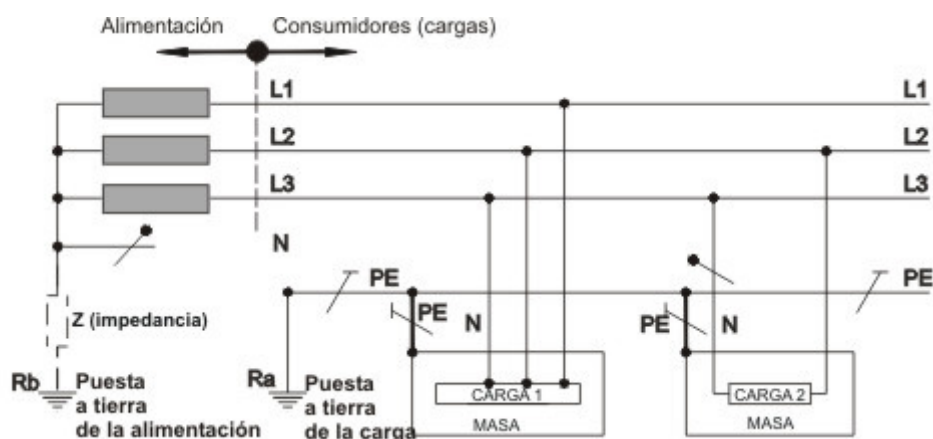 Alimentación
Consumidores (cargas)
L1
L1
L2
L2
L3
L3
N
PE
PE
Z (impedancia)
PE
N
PE
N
Rb
Puesta
a tierra
de la alimentación
Ra
Puesta
a tierra
de la carga
CARGA 1
MASA
CARGA 2
MASA